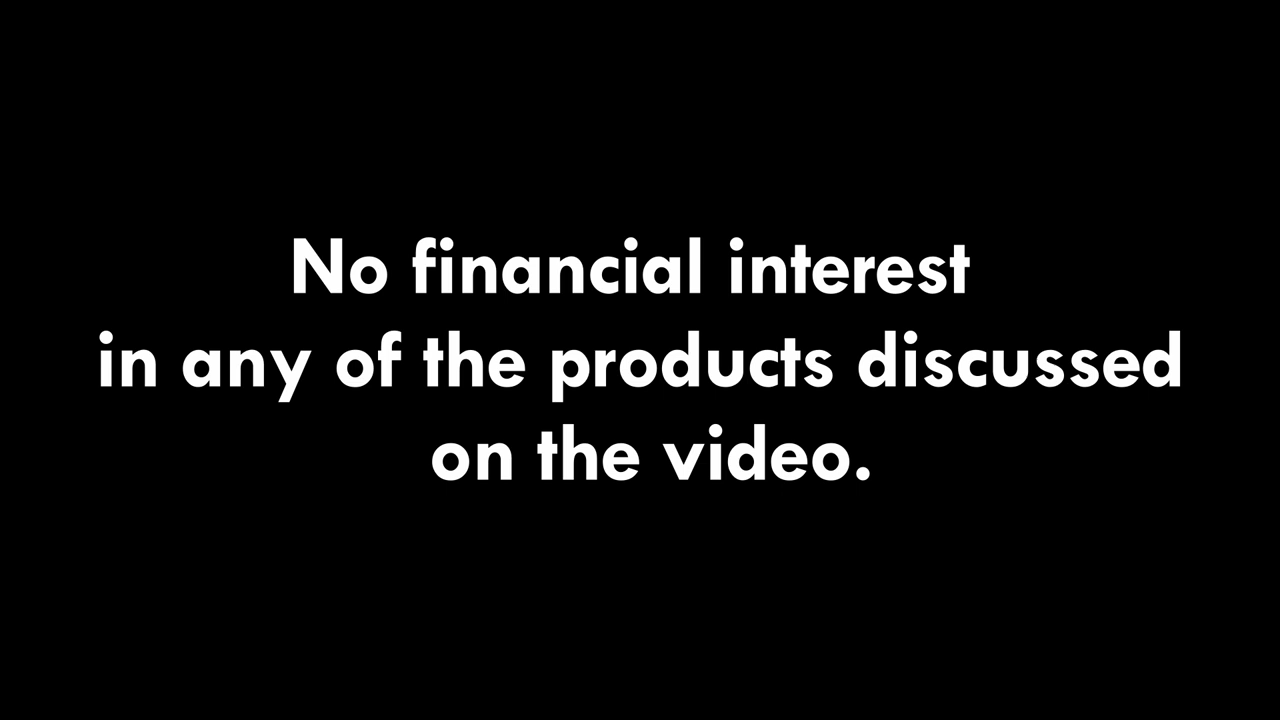 No financial interest
in any of the products discussed
on the video.